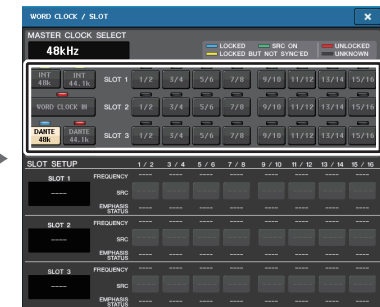 WORD CLOCK / SLOT
×
MASTER CLOCK SELECT
48kHz
LOCKED SRC ON UNLOCKED
LOCKED BUT NOT SYNC'ED UNKNOWN
INT 48k INT 44.1k SLOT 1 1/2 3/4 5/6 7/8 9/10 11/12 13/14 15/16
WORD CLOCK IN SLOT 2 1/2 3/4 5/6 7/8 9/10 11/12 13/14 15/16
DANTE 48k DANTE 44.1k SLOT 3 1/2 3/4 5/6 7/8 9/10 11/12 13/14 15/16
SLOT SETUP 1 / 2 3 / 4 5 / 6 7 / 8 9 / 10 11 / 12 13 / 14 15 / 16
SLOT 1 FREQUENCY ---- ---- ---- ---- ---- ---- ---- ----
---- SRC
EMPHASIS STATUS ---- ---- ---- ---- ---- ---- ---- ----
SLOT 2 FREQUENCY ---- ---- ---- ---- ---- ---- ---- ----
---- SRC
EMPHASIS STATUS ---- ---- ---- ---- ---- ---- ---- ----
SLOT 3 FREQUENCY ---- ---- ---- ---- ---- ---- ---- ----
---- SRC
EMPHASIS STATUS ---- ---- ---- ---- ---- ---- ---- ----